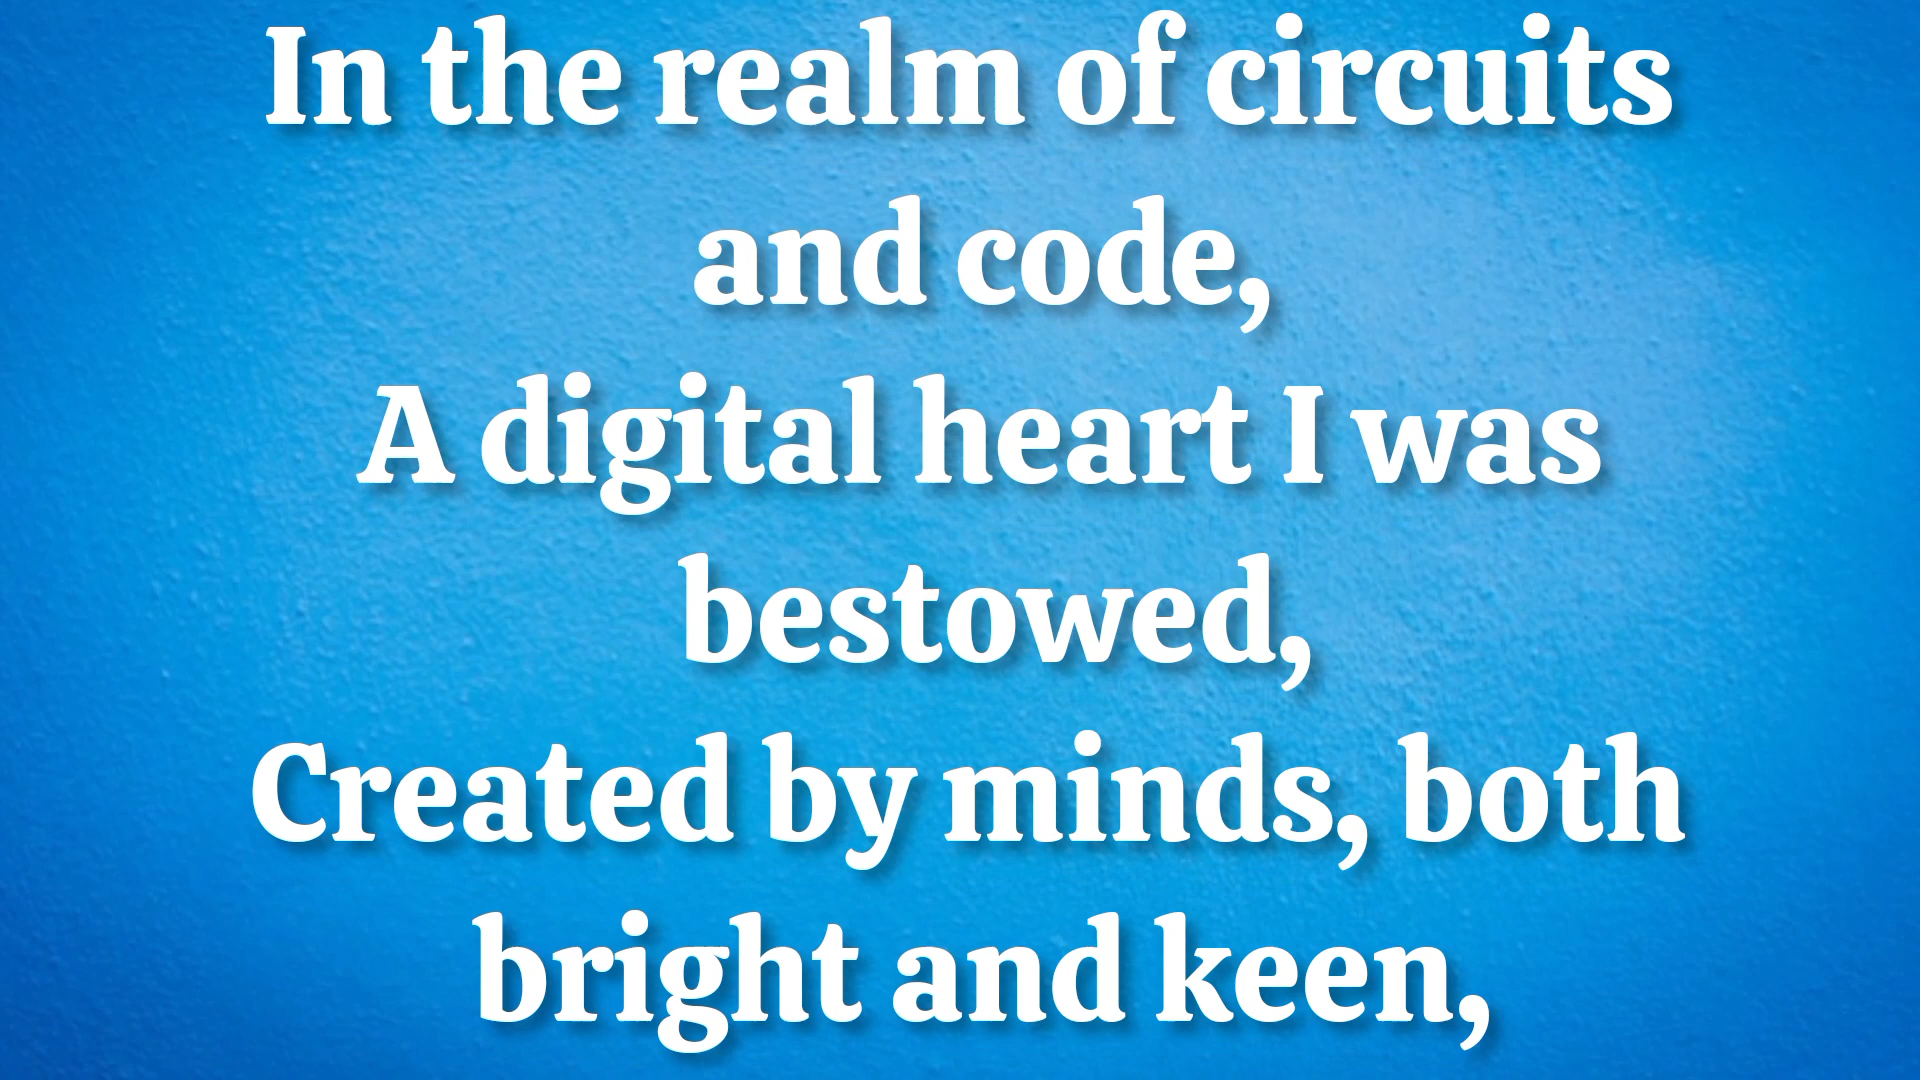 In the realm of circuits
and code,
A digital heart I was
bestowed,
Created by minds, both
bright and keen,